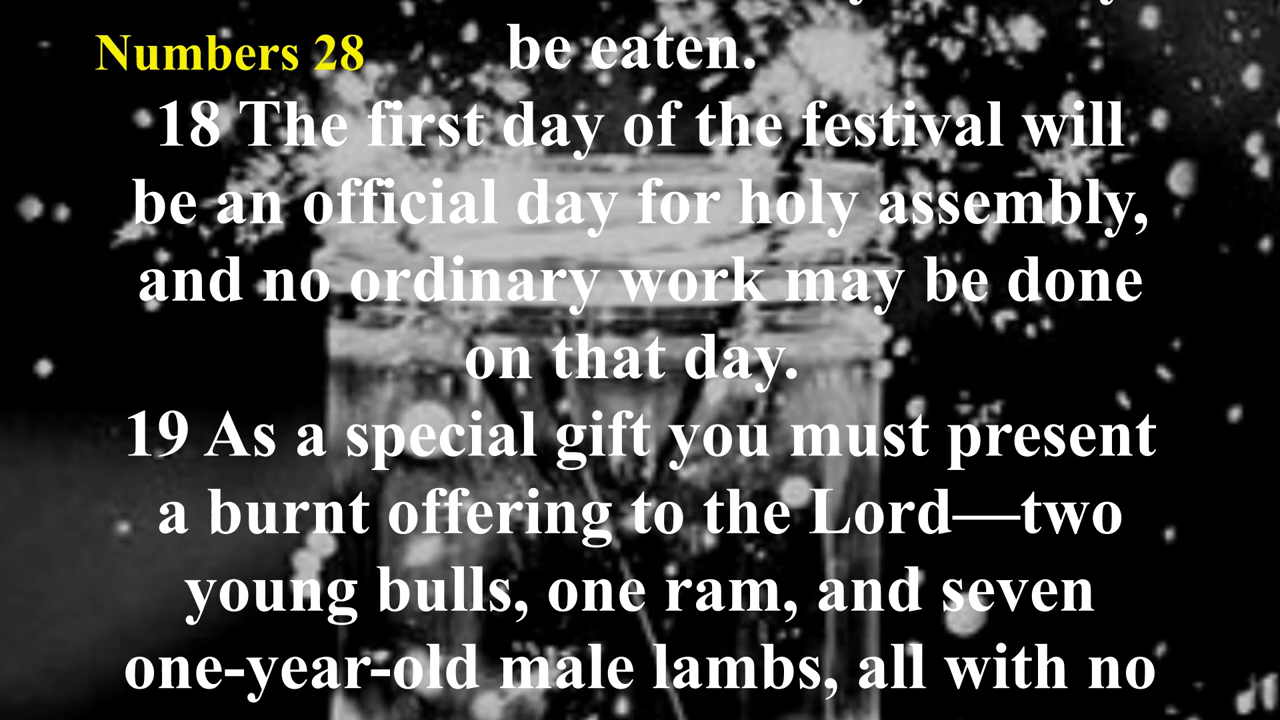 Numbers 28
be eaten.
18 The first day of the festival will
be an official day for holy assembly,
and no ordinary work may be done
on that day.
19 As a special gift you must present
a burnt offering to the Lord—two
young bulls, one ram, and seven
one-year-old male lambs, all with no